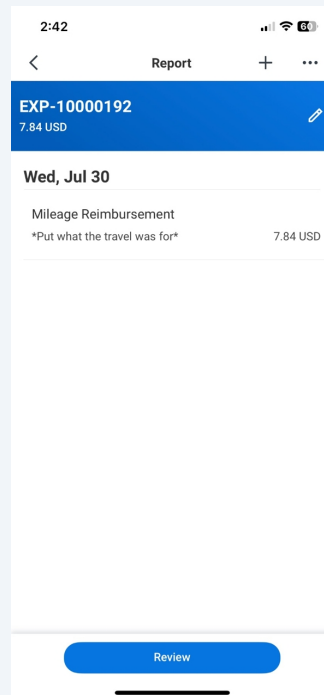 2:42
60
Report
EXP-10000192
7.84 USD
Wed, Jul 30
Mileage Reimbursement
*Put what the travel was for* 7.84 USD
Review